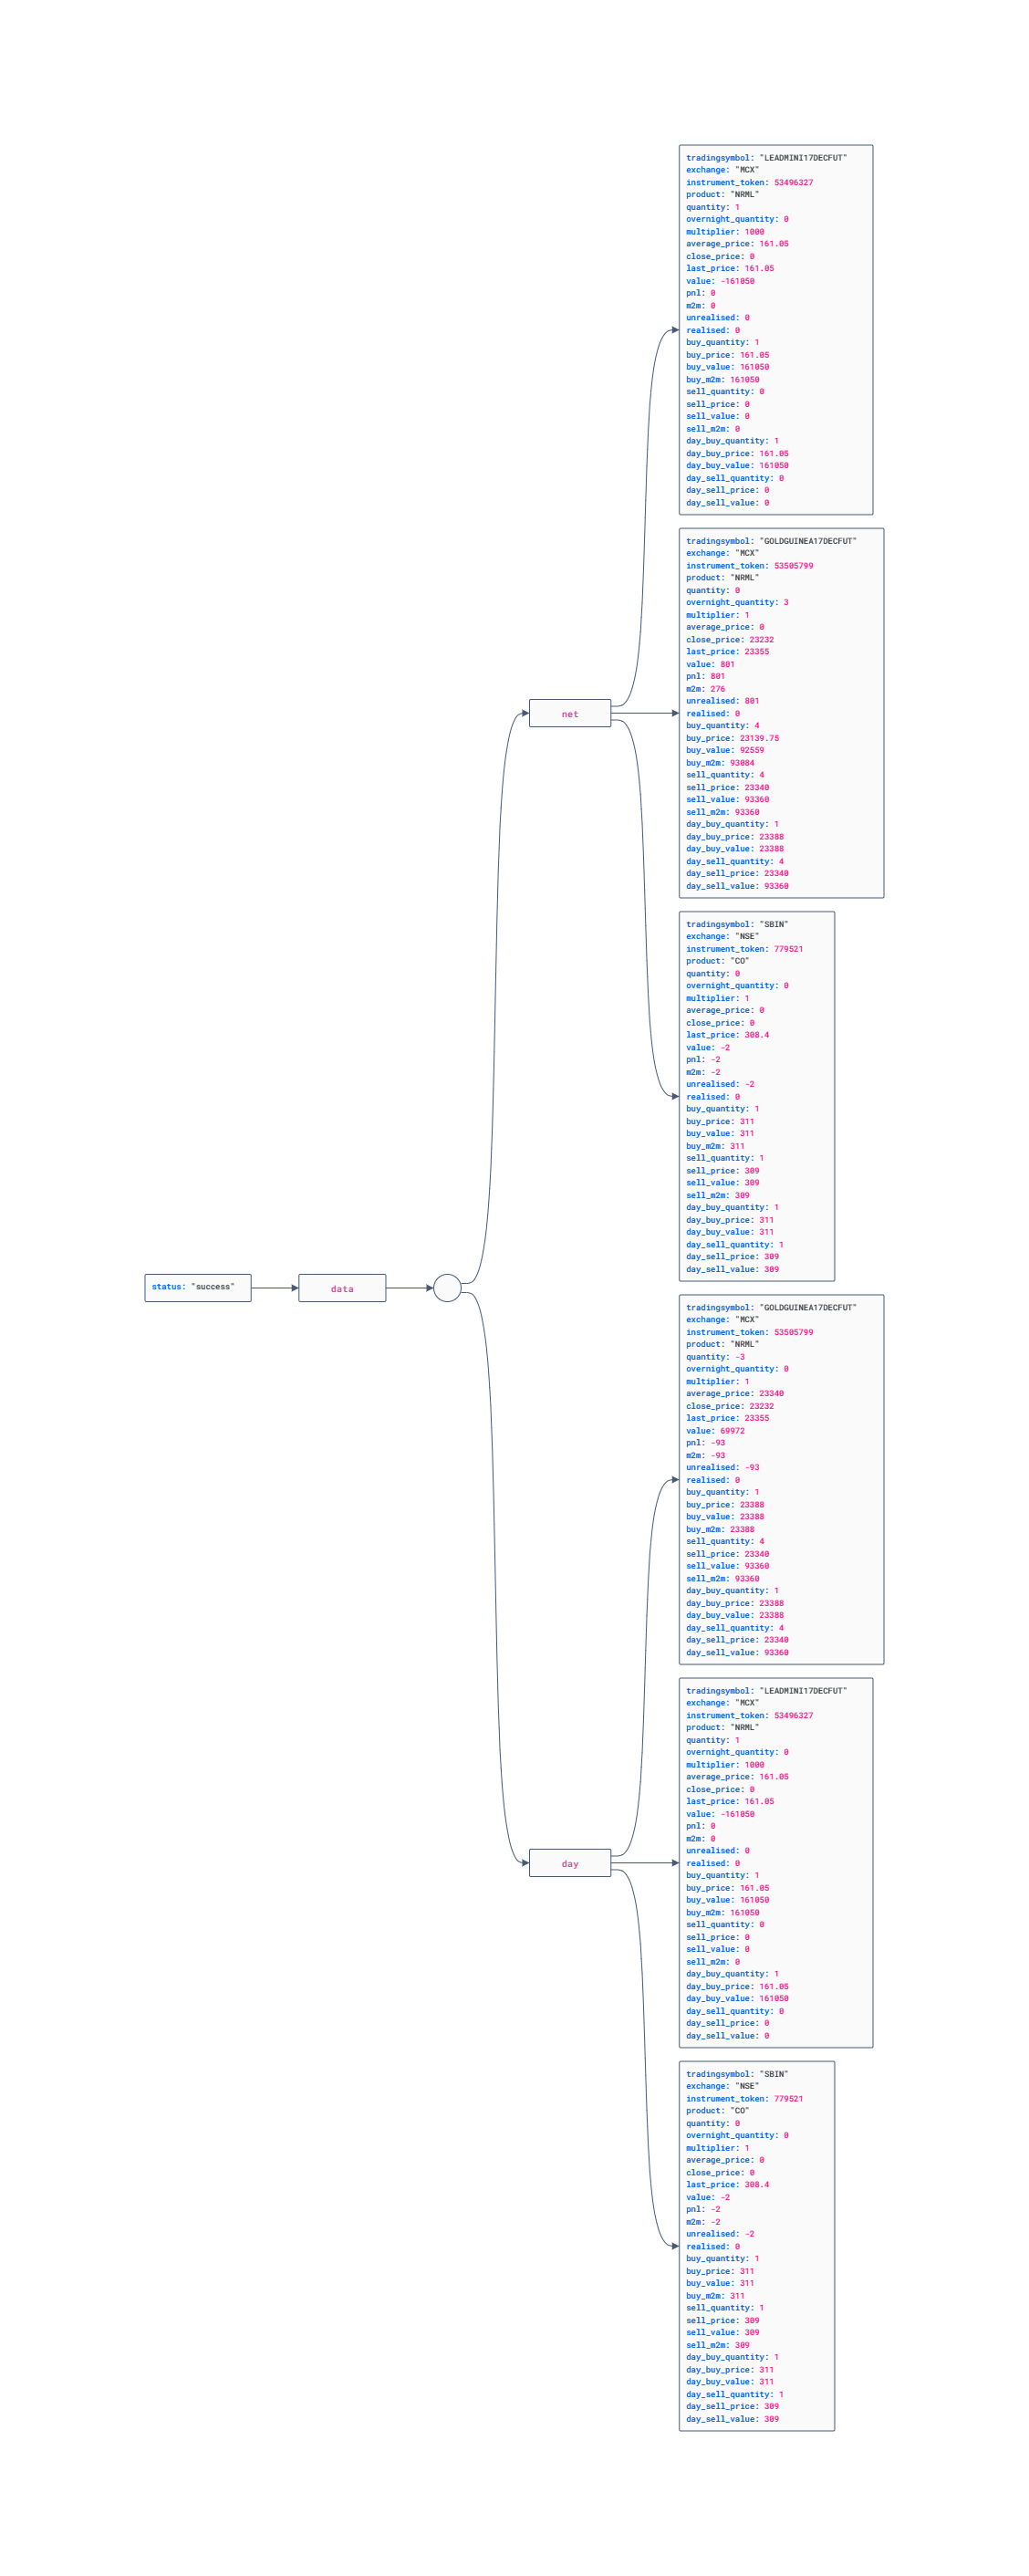 status: "success"
data
net
tradingsymbol: "LEADMINI17DECFUT"
exchange: "MCX"
instrument_token: 53496327
product: "NRML"
quantity: 1
overnight_quantity: 0
multiplier: 1000
average_price: 161.05
close_price: 0
last_price: 161.05
value: -161050
pnl: 0
m2m: 0
unrealised: 0
realised: 0
buy_quantity: 1
buy_price: 161.05
buy_value: 161050
buy_m2m: 161050
sell_quantity: 0
sell_price: 0
sell_value: 0
sell_m2m: 0
day_buy_quantity: 1
day_buy_price: 161.05
day_buy_value: 161050
day_sell_quantity: 0
day_sell_price: 0
day_sell_value: 0
tradingsymbol: "GOLDGUINEA17DECFUT"
exchange: "MCX"
instrument_token: 53505799
product: "NRML"
quantity: 0
overnight_quantity: 3
multiplier: 1
average_price: 0
close_price: 23232
last_price: 23355
value: 801
pnl: 801
m2m: 276
unrealised: 801
realised: 0
buy_quantity: 4
buy_price: 23139.75
buy_value: 92559
buy_m2m: 93084
sell_quantity: 4
sell_price: 23340
sell_value: 93360
sell_m2m: 93360
day_buy_quantity: 1
day_buy_price: 23388
day_buy_value: 23388
day_sell_quantity: 4
day_sell_price: 23340
day_sell_value: 93360
tradingsymbol: "SBIN"
exchange: "NSE"
instrument_token: 779521
product: "CO"
quantity: 0
overnight_quantity: 0
multiplier: 1
average_price: 0
close_price: 0
last_price: 308.4
value: -2
pnl: -2
m2m: -2
unrealised: -2
realised: 0
buy_quantity: 1
buy_price: 311
buy_value: 311
buy_m2m: 311
sell_quantity: 1
sell_price: 309
sell_value: 309
sell_m2m: 309
day_buy_quantity: 1
day_buy_price: 311
day_buy_value: 311
day_sell_quantity: 1
day_sell_price: 309
day_sell_value: 309
day
tradingsymbol: "GOLDGUINEA17DECFUT"
exchange: "MCX"
instrument_token: 53505799
product: "NRML"
quantity: -3
overnight_quantity: 0
multiplier: 1
average_price: 23340
close_price: 23232
last_price: 23355
value: 69972
pnl: -93
m2m: -93
unrealised: -93
realised: 0
buy_quantity: 1
buy_price: 23388
buy_value: 23388
buy_m2m: 23388
sell_quantity: 4
sell_price: 23340
sell_value: 93360
sell_m2m: 93360
day_buy_quantity: 1
day_buy_price: 23388
day_buy_value: 23388
day_sell_quantity: 4
day_sell_price: 23340
day_sell_value: 93360
tradingsymbol: "LEADMINI17DECFUT"
exchange: "MCX"
instrument_token: 53496327
product: "NRML"
quantity: 1
overnight_quantity: 0
multiplier: 1000
average_price: 161.05
close_price: 0
last_price: 161.05
value: -161050
pnl: 0
m2m: 0
unrealised: 0
realised: 0
buy_quantity: 1
buy_price: 161.05
buy_value: 161050
buy_m2m: 161050
sell_quantity: 0
sell_price: 0
sell_value: 0
sell_m2m: 0
day_buy_quantity: 1
day_buy_price: 161.05
day_buy_value: 161050
day_sell_quantity: 0
day_sell_price: 0
day_sell_value: 0
tradingsymbol: "SBIN"
exchange: "NSE"
instrument_token: 779521
product: "CO"
quantity: 0
overnight_quantity: 0
multiplier: 1
average_price: 0
close_price: 0
last_price: 308.4
value: -2
pnl: -2
m2m: -2
unrealised: -2
realised: 0
buy_quantity: 1
buy_price: 311
buy_value: 311
buy_m2m: 311
sell_quantity: 1
sell_price: 309
sell_value: 309
sell_m2m: 309
day_buy_quantity: 1
day_buy_price: 311
day_buy_value: 311
day_sell_quantity: 1
day_sell_price: 309
day_sell_value: 309